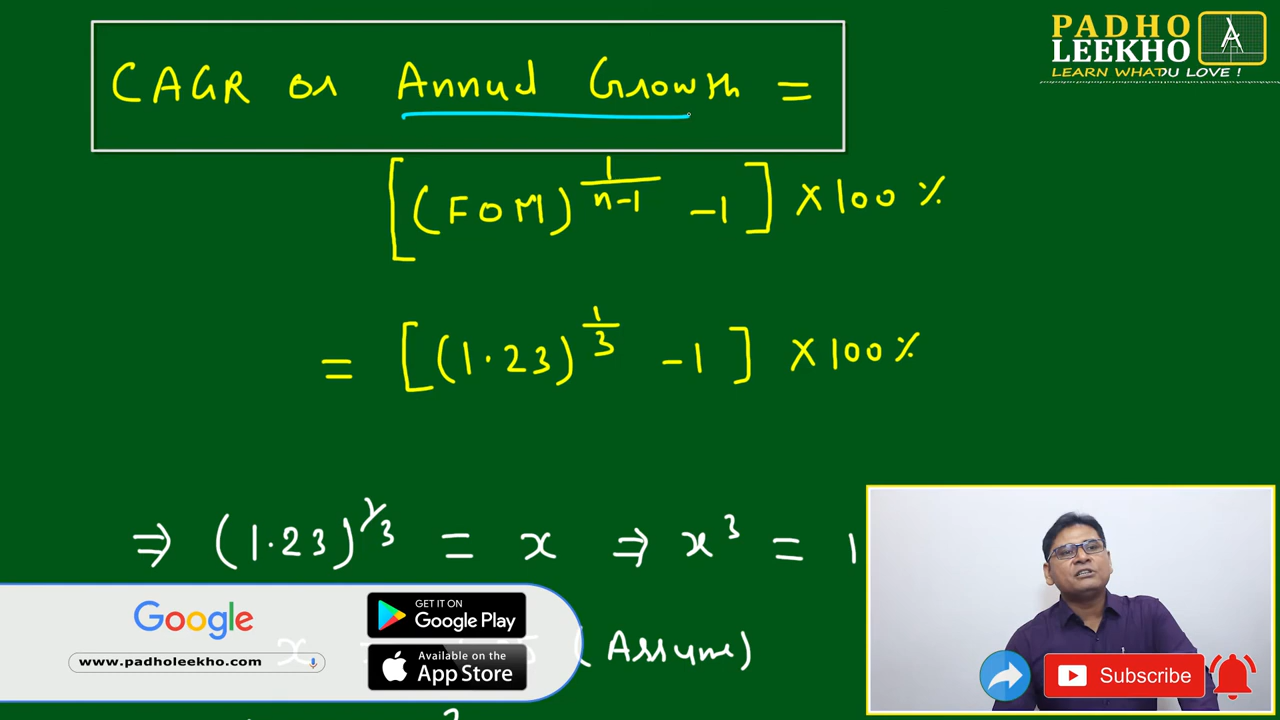 PADHO
LEEKHO
LEARN WHAT DU LOVE !
CAGR or Annual Growth =
[(FOM)^(1/(n-1)) -1] × 100 %
= [(1.23)^(1/3) -1] × 100 %
⇒ (1.23)^(1/3) = x ⇒ x³ = 1
x (Assume)
Google
www.padholeekho.com
GET IT ON
Google Play
Available on the
App Store
Subscribe